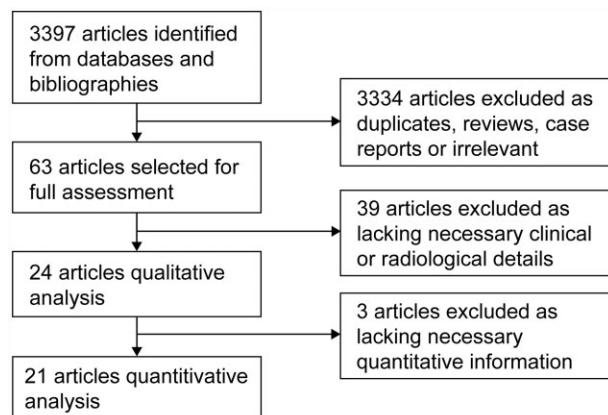 3397 articles identified
from databases and
bibliographies
3334 articles excluded as
duplicates, reviews, case
reports or irrelevant
63 articles selected for
full assessment
39 articles excluded as
lacking necessary clinical
or radiological details
24 articles qualitative
analysis
3 articles excluded as
lacking necessary
quantitative information
21 articles quantitivative
analysis